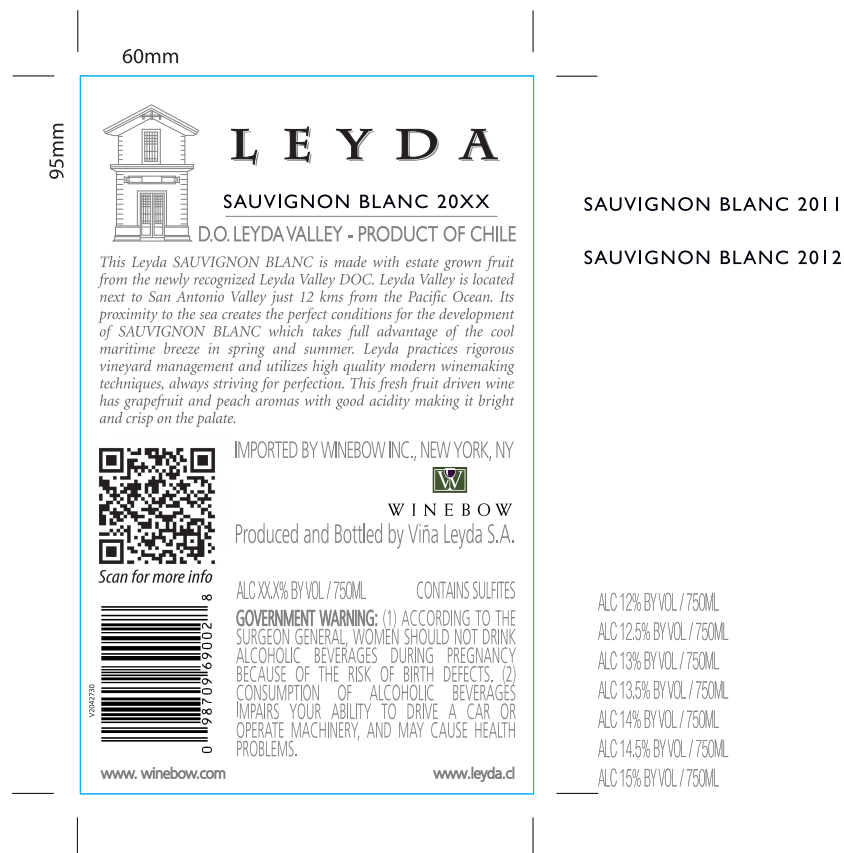 60mm
95mm
LEYDA
SAUVIGNON BLANC 20XX
D.O. LEYDA VALLEY - PRODUCT OF CHILE
This Leyda SAUVIGNON BLANC is made with estate grown fruit
from the newly recognized Leyda Valley DOC. Leyda Valley is located
next to San Antonio Valley just 12 kms from the Pacific Ocean. Its
proximity to the sea creates the perfect conditions for the development
of SAUVIGNON BLANC which takes full advantage of the cool
maritime breeze in spring and summer. Leyda practices rigorous
vineyard management and utilizes high quality modern winemaking
techniques, always striving for perfection. This fresh fruit driven wine
has grapefruit and peach aromas with good acidity making it bright
and crisp on the palate.
IMPORTED BY WINEBOW INC., NEW YORK, NY
W
WINEBOW
Produced and Bottled by Viña Leyda S.A.
Scan for more info
ALC XX.X% BY VOL / 750ML CONTAINS SULFITES
GOVERNMENT WARNING: (1) ACCORDING TO THE
SURGEON GENERAL, WOMEN SHOULD NOT DRINK
ALCOHOLIC BEVERAGES DURING PREGNANCY
BECAUSE OF THE RISK OF BIRTH DEFECTS. (2)
CONSUMPTION OF ALCOHOLIC BEVERAGES
IMPAIRS YOUR ABILITY TO DRIVE A CAR OR
OPERATE MACHINERY, AND MAY CAUSE HEALTH
PROBLEMS.
V2042730
0 98709 69002 8
www. winebow.com
www.leyda.cl
SAUVIGNON BLANC 2011
SAUVIGNON BLANC 2012
ALC 12% BY VOL / 750ML
ALC 12.5% BY VOL / 750ML
ALC 13% BY VOL / 750ML
ALC 13.5% BY VOL / 750ML
ALC 14% BY VOL / 750ML
ALC 14.5% BY VOL / 750ML
ALC 15% BY VOL / 750ML